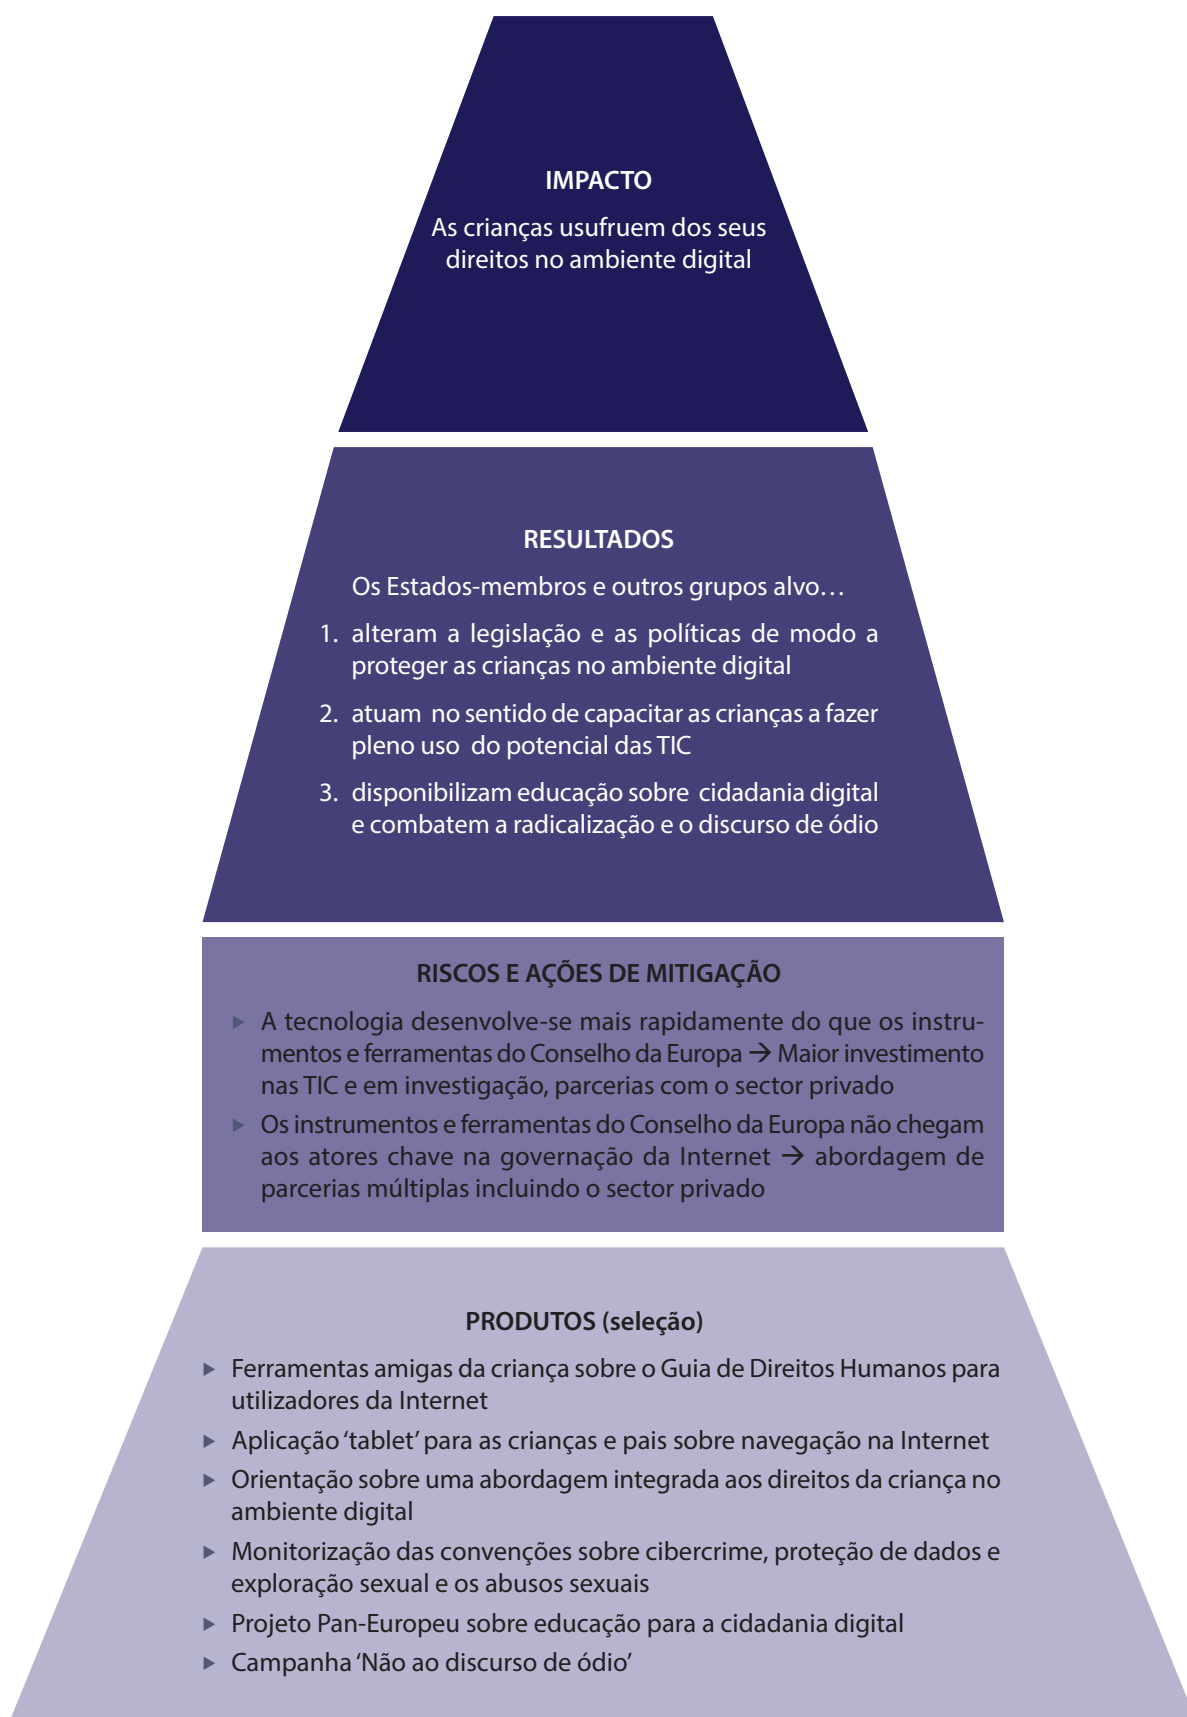 IMPACTO
As crianças usufruem dos seus
direitos no ambiente digital
RESULTADOS
Os Estados-membros e outros grupos alvo…
1. alteram a legislação e as políticas de modo a
proteger as crianças no ambiente digital
2. atuam no sentido de capacitar as crianças a fazer
pleno uso do potencial das TIC
3. disponibilizam educação sobre cidadania digital
e combatem a radicalização e o discurso de ódio
RISCOS E AÇÕES DE MITIGAÇÃO
▶ A tecnologia desenvolve-se mais rapidamente do que os instru-
mentos e ferramentas do Conselho da Europa → Maior investimento
nas TIC e em investigação, parcerias com o sector privado
▶ Os instrumentos e ferramentas do Conselho da Europa não chegam
aos atores chave na governação da Internet → abordagem de
parcerias múltiplas incluindo o sector privado
PRODUTOS (seleção)
▶ Ferramentas amigas da criança sobre o Guia de Direitos Humanos para
utilizadores da Internet
▶ Aplicação ‘tablet’ para as crianças e pais sobre navegação na Internet
▶ Orientação sobre uma abordagem integrada aos direitos da criança no
ambiente digital
▶ Monitorização das convenções sobre cibercrime, proteção de dados e
exploração sexual e os abusos sexuais
▶ Projeto Pan-Europeu sobre educação para a cidadania digital
▶ Campanha ‘Não ao discurso de ódio’